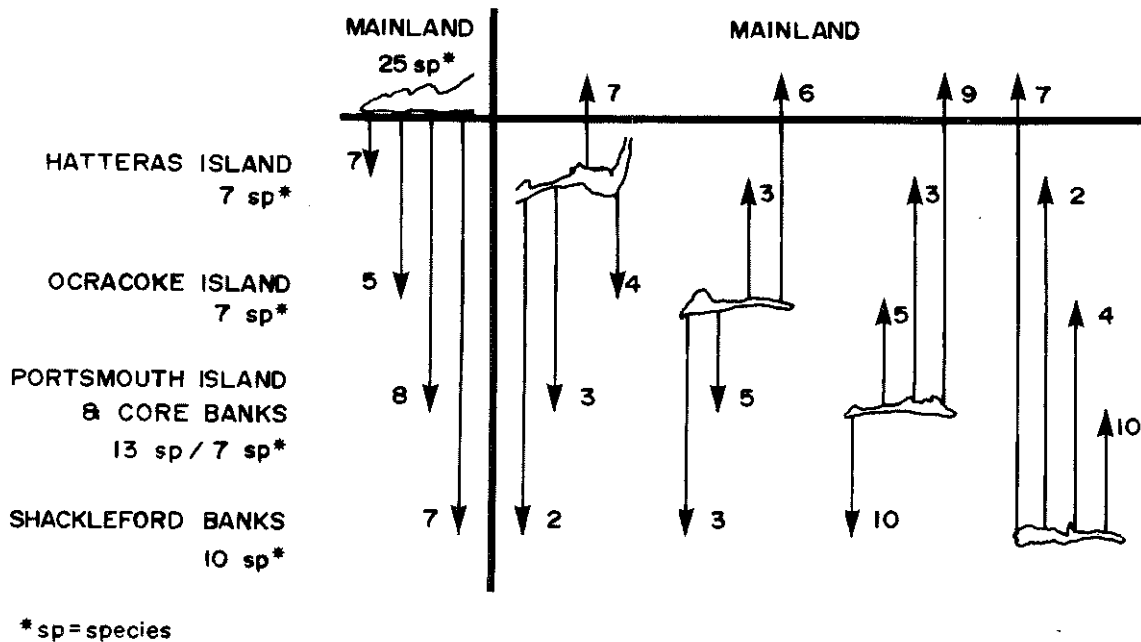 MAINLAND
25 sp*
MAINLAND
7 6 9 7
HATTERAS ISLAND
7 sp*
7 3 3 2
OCRACOKE ISLAND
7 sp*
5 4 5 4
PORTSMOUTH ISLAND
& CORE BANKS
13 sp / 7 sp*
8 3 5 10
SHACKLEFORD BANKS
10 sp*
7 2 3 10
*sp=species